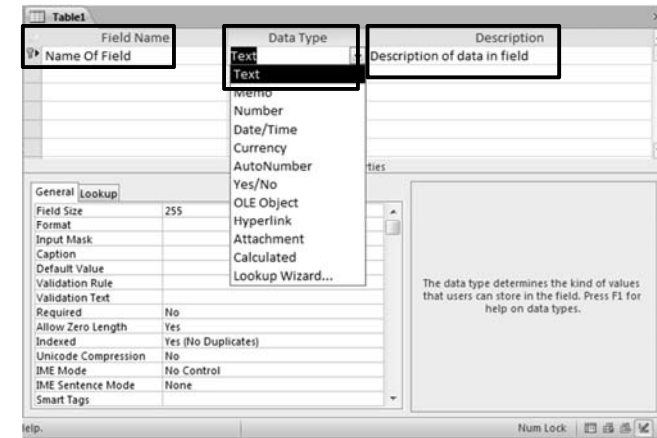 Table1
Field Name Data Type Description
Name Of Field Text Description of data in field
Text
Memo
Number
Date/Time
Currency
AutoNumber
Yes/No
OLE Object
Hyperlink
Attachment
Calculated
Lookup Wizard...
General Lookup
Field Size 255
Format
Input Mask
Caption
Default Value
Validation Rule
Validation Text
Required No
Allow Zero Length Yes
Indexed Yes (No Duplicates)
Unicode Compression No
IME Mode No Control
IME Sentence Mode None
Smart Tags
The data type determines the kind of values
that users can store in the field. Press F1 for
help on data types.
Num Lock